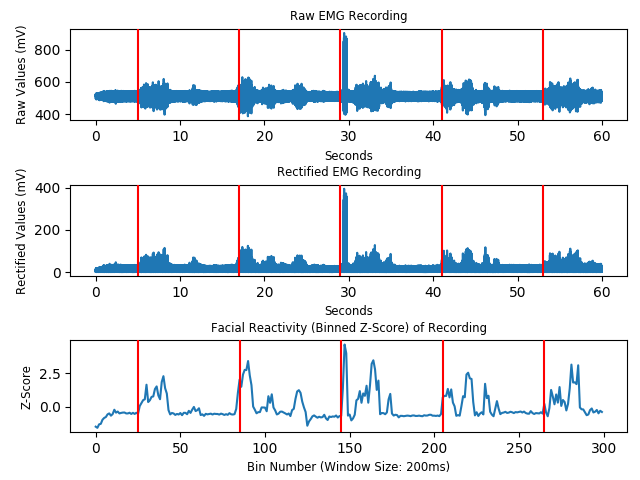 Raw EMG Recording
Raw Values (mV)
800
600
400
0 10 20 30 40 50 60
Seconds
Rectified EMG Recording
Rectified Values (mV)
400
200
0
0 10 20 30 40 50 60
Seconds
Facial Reactivity (Binned Z-Score) of Recording
Z-Score
2.5
0.0
0 50 100 150 200 250 300
Bin Number (Window Size: 200ms)